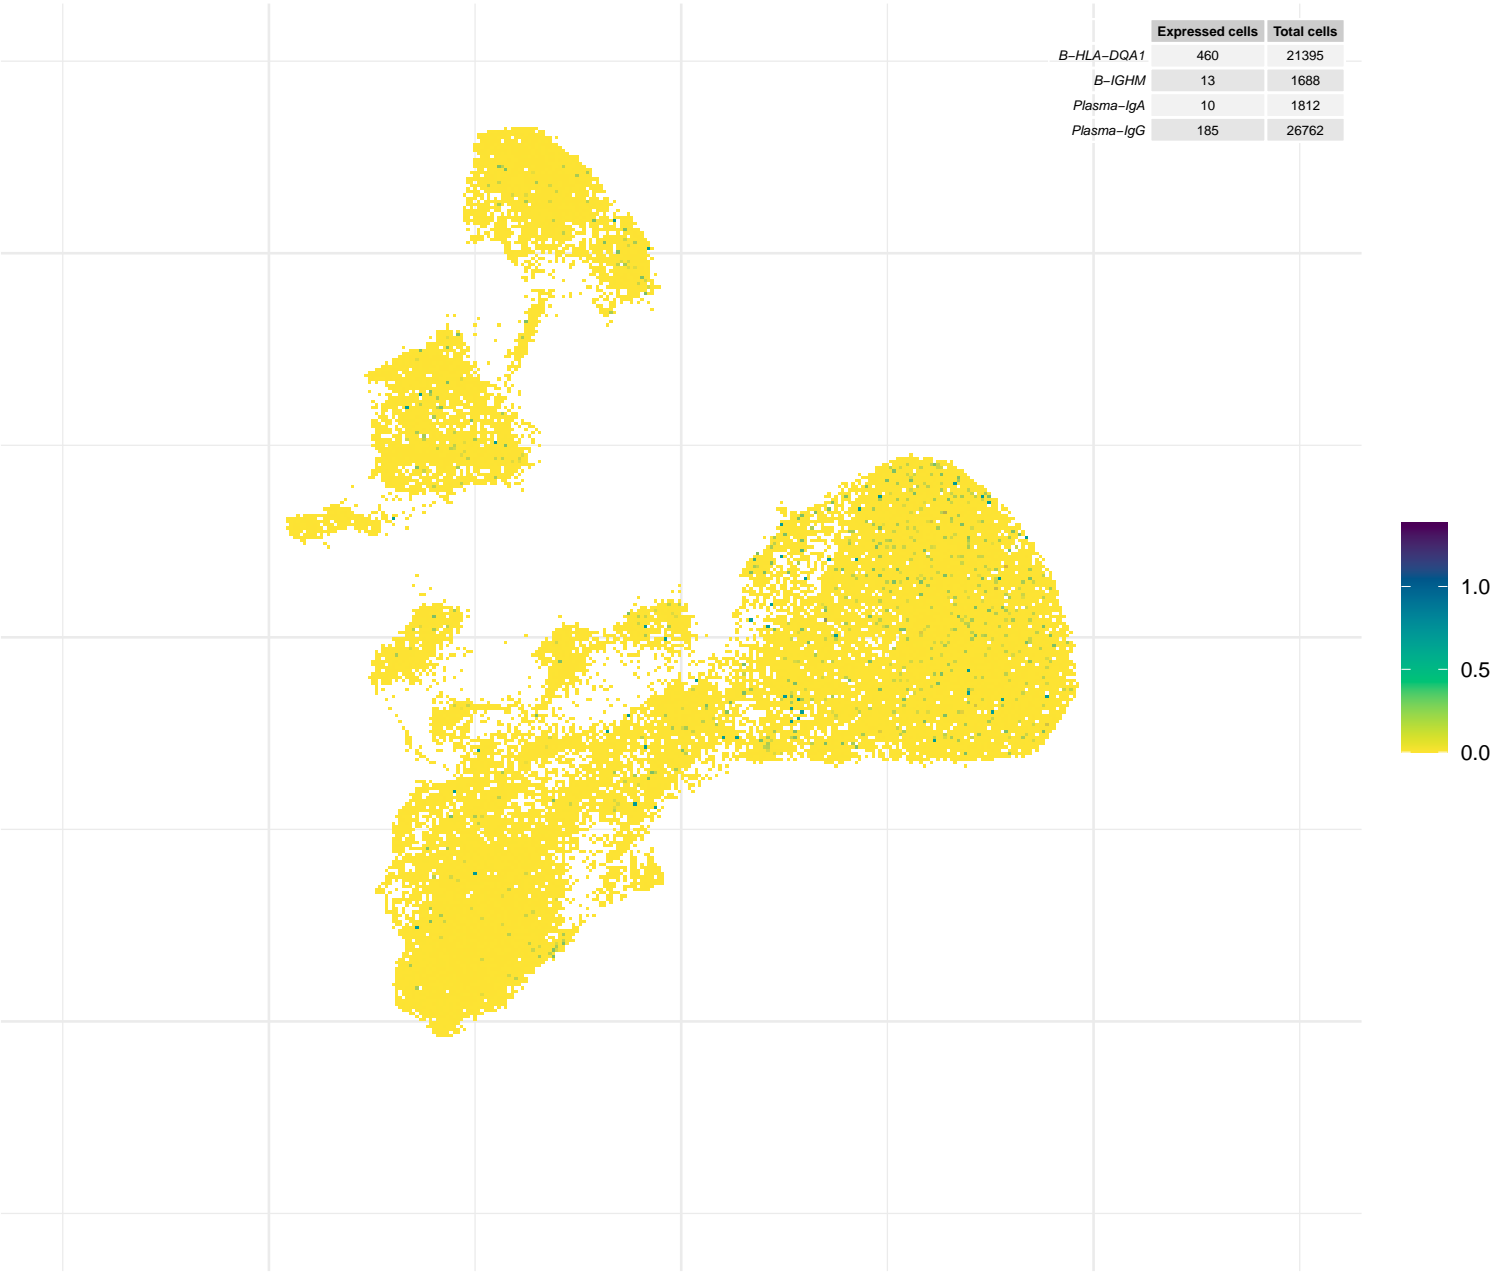 Expressed cells Total cells
B−HLA−DQA1 460 21395
B−IGHM 13 1688
Plasma−IgA 10 1812
Plasma−IgG 185 26762
1.0
0.5
0.0